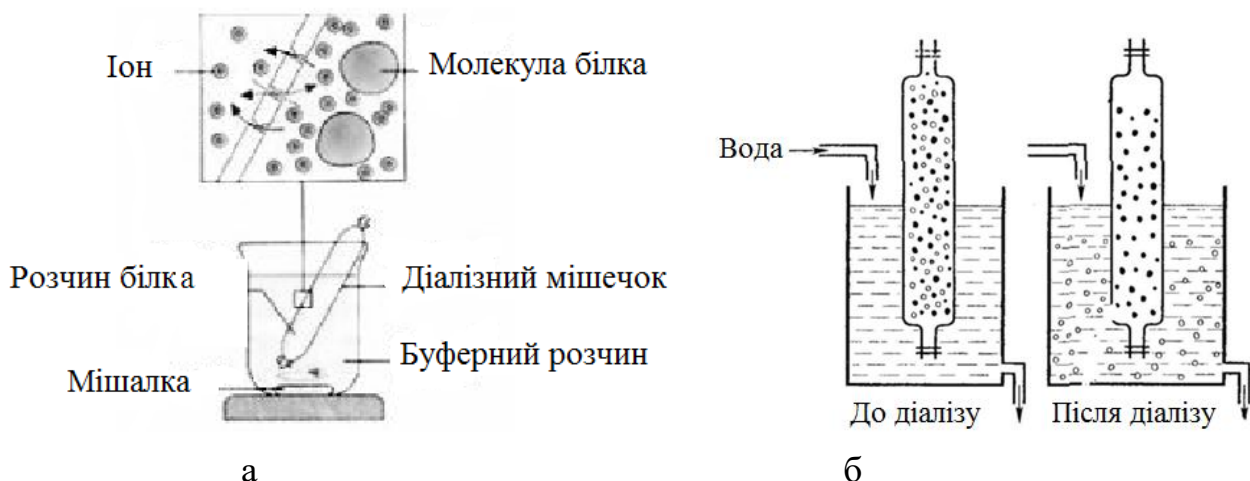 Іон
Молекула білка
Розчин білка
Діалізний мішечок
Буферний розчин
Мішалка
а
Вода
До діалізу
Після діалізу
б